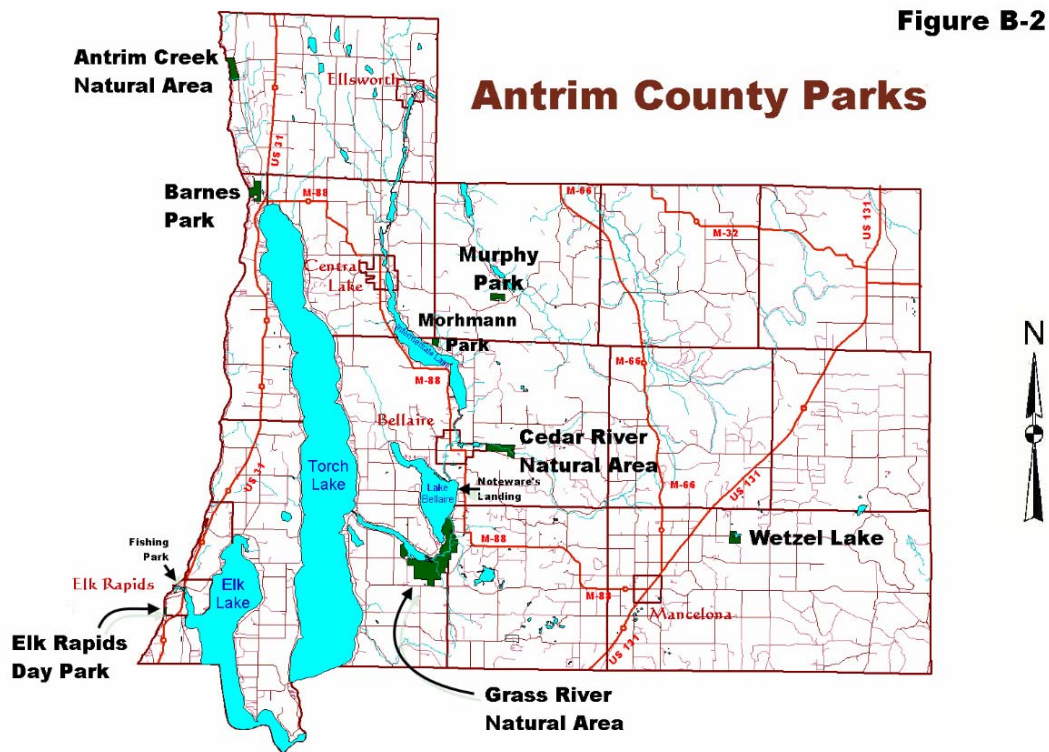 Figure B-2
Antrim County Parks
Antrim Creek
Natural Area
Ellsworth
US 31
Barnes
Park
M-88
M-66
M-32
US 131
Central
Lake
Murphy
Park
Morhmann
Park
Intermediate Lake
M-88
M-66
N
Bellaire
Cedar River
Natural Area
Torch
Lake
Lake
Bellaire
Noteware's
Landing
US 31
M-66
US 131
Wetzel Lake
M-88
Fishing
Park
Elk Rapids
Elk
Lake
M-88
Mancelona
Elk Rapids
Day Park
US 131
Grass River
Natural Area